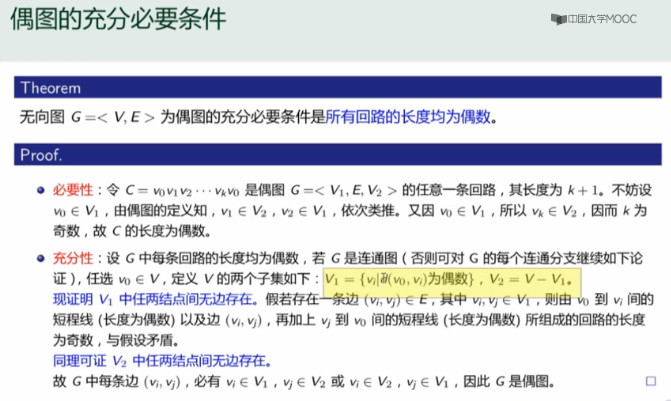 偶图的充分必要条件
中国大学MOOC
Theorem
无向图 G =< V, E > 为偶图的充分必要条件是所有回路的长度均为偶数。
Proof.
• 必要性：令 C = v₀v₁v₂⋯vₖv₀ 是偶图 G =< V₁, E, V₂ > 的任意一条回路，其长度为 k + 1。不妨设
v₀ ∈ V₁，由偶图的定义知，v₁ ∈ V₂，v₂ ∈ V₁，依次类推。又因 v₀ ∈ V₁，所以 vₖ ∈ V₂，因而 k 为
奇数，故 C 的长度为偶数。
• 充分性：设 G 中每条回路的长度均为偶数，若 G 是连通图（否则可对 G 的每个连通分支继续如下论
证），任选 v₀ ∈ V，定义 V 的两个子集如下：V₁ = {vᵢ|d(v₀, vᵢ)为偶数}，V₂ = V − V₁。
现证明 V₁ 中任两结点间无边存在。假若存在一条边 (vᵢ, vⱼ) ∈ E，其中 vᵢ, vⱼ ∈ V₁，则由 v₀ 到 vᵢ 间的
短程线 (长度为偶数) 以及边 (vᵢ, vⱼ)，再加上 vⱼ 到 v₀ 间的短程线 (长度为偶数) 所组成的回路的长度
为奇数，与假设矛盾。
同理可证 V₂ 中任两结点间无边存在。
故 G 中每条边 (vᵢ, vⱼ)，必有 vᵢ ∈ V₁，vⱼ ∈ V₂ 或 vᵢ ∈ V₂，vⱼ ∈ V₁，因此 G 是偶图。 □